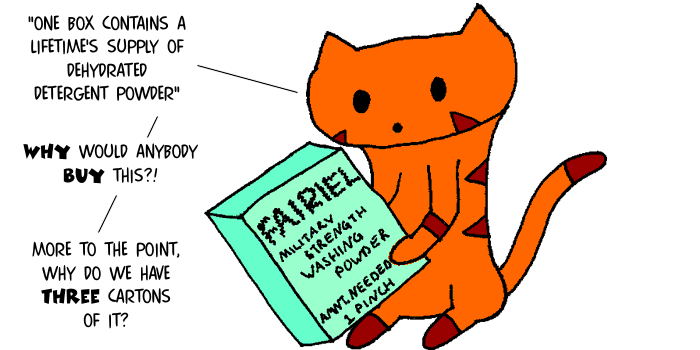 "ONE BOX CONTAINS A
LIFETIME'S SUPPLY OF
DEHYDRATED
DETERGENT POWDER"
WHY WOULD ANYBODY
BUY THIS?!
MORE TO THE POINT,
WHY DO WE HAVE
THREE CARTONS
OF IT?
FAIRIEL
MILITARY
STRENGTH
WASHING
POWDER
AMNT. NEEDED
1 PINCH